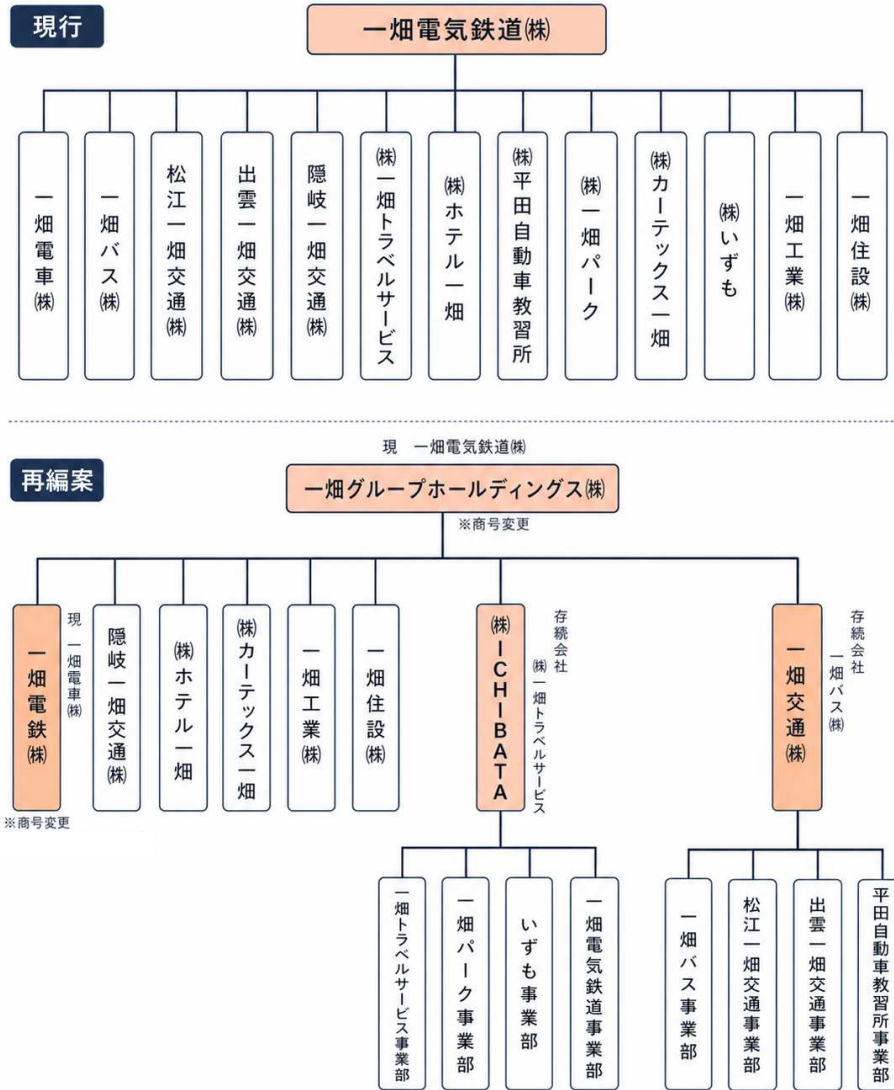 現行
一畑電気鉄道㈱
一畑電車㈱
一畑バス㈱
松江一畑交通㈱
出雲一畑交通㈱
隠岐一畑交通㈱
㈱一畑トラベルサービス
㈱ホテル一畑
㈱平田自動車教習所
㈱一畑パーク
㈱カーテックス一畑
㈱いずも
一畑工業㈱
一畑住設㈱
再編案
現 一畑電気鉄道㈱
一畑グループホールディングス㈱
※商号変更
一畑電鉄㈱
現 一畑電車㈱
※商号変更
隠岐一畑交通㈱
㈱ホテル一畑
㈱カーテックス一畑
一畑工業㈱
一畑住設㈱
㈱ICHIBATA
存続会社
㈱一畑トラベルサービス
一畑交通㈱
存続会社
一畑バス㈱
一畑トラベルサービス事業部
一畑パーク事業部
いずも事業部
一畑電気鉄道事業部
一畑バス事業部
松江一畑交通事業部
出雲一畑交通事業部
平田自動車教習所事業部